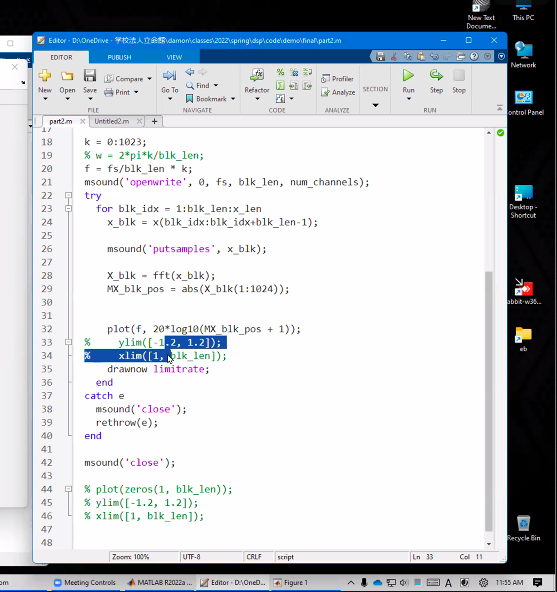 New Text
Docume...
This PC
Editor - D:\OneDrive - 学校法人立命館\damon\classes\2022\spring\dsp\code\demo\final\part2.m
EDITOR
PUBLISH
VIEW
New
Open
Save
Compare
Print
Go To
Find
Bookmark
Refactor
Profiler
Analyze
SECTION
Run
Step
Stop
FILE
NAVIGATE
CODE
ANALYZE
RUN
part2.m
Untitled2.m
17
18 k = 0:1023;
19 % w = 2*pi*k/blk_len;
20 f = fs/blk_len * k;
21 msound('openwrite', 0, fs, blk_len, num_channels);
22 try
23 for blk_idx = 1:blk_len:x_len
24 x_blk = x(blk_idx:blk_idx+blk_len-1);
25
26 msound('putsamples', x_blk);
27
28 X_blk = fft(x_blk);
29 MX_blk_pos = abs(X_blk(1:1024));
30
31
32 plot(f, 20*log10(MX_blk_pos + 1));
33 % ylim([-1.2, 1.2]);
34 % xlim([1, blk_len]);
35 drawnow limitrate;
36 end
37 catch e
38 msound('close');
39 rethrow(e);
40 end
41
42 msound('close');
43
44 % plot(zeros(1, blk_len));
45 % ylim([-1.2, 1.2]);
46 % xlim([1, blk_len]);
47
48
Zoom: 100%
UTF-8
CRLF
script
Ln 33
Col 11
Network
ontrol Panel
Desktop -
Shortcut
abbit-w36...
eb
Recycle Bin
om
Meeting Controls
MATLAB R2022a ...
Editor - D:\OneD...
Figure 1
A
11:55 AM